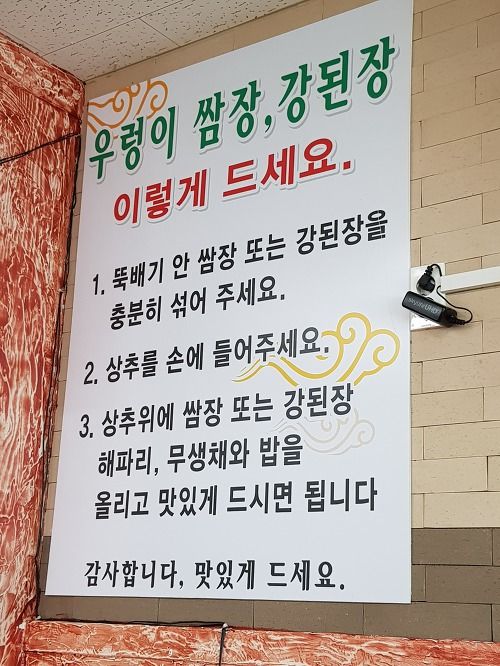 우렁이 쌈장,강된장
이렇게 드세요.
1. 뚝배기 안 쌈장 또는 강된장을
충분히 섞어 주세요.
2. 상추를 손에 들어주세요.
3. 상추위에 쌈장 또는 강된장
해파리, 무생채와 밥을
올리고 맛있게 드시면 됩니다
감사합니다, 맛있게 드세요.